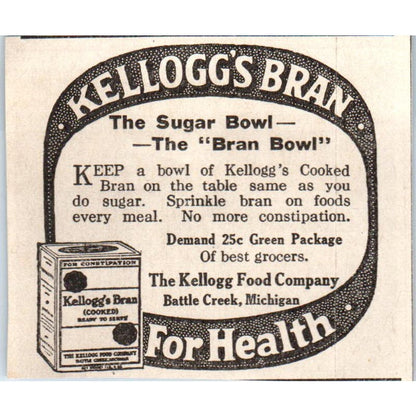 KELLOGG'S BRAN
The Sugar Bowl—
—The "Bran Bowl"
KEEP a bowl of Kellogg's Cooked
Bran on the table same as you
do sugar. Sprinkle bran on foods
every meal. No more constipation.
Demand 25c Green Package
Of best grocers.
The Kellogg Food Company
Battle Creek, Michigan
For Health
FOR CONSTIPATION
Kellogg's Bran
(COOKED)
READY TO SERVE
THE KELLOGG FOOD COMPANY
BATTLE CREEK, MICHIGAN